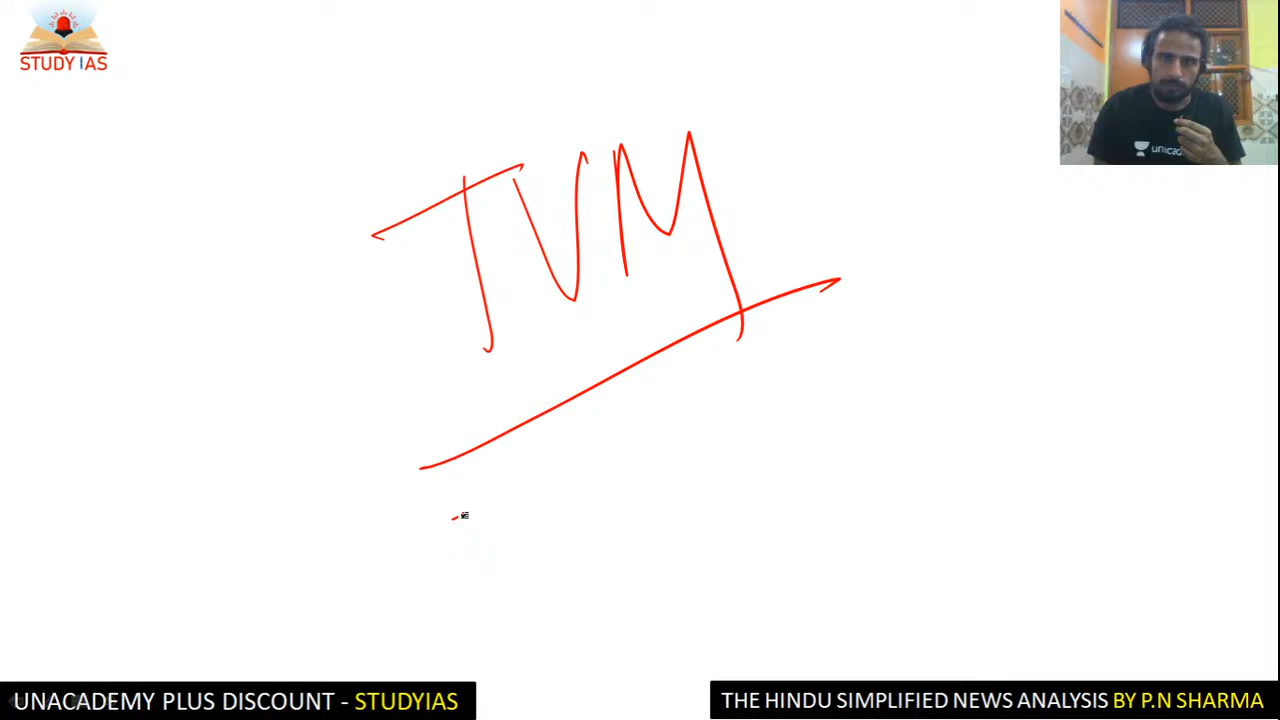 STUDY IAS
TVM
UNACADEMY PLUS DISCOUNT - STUDYIAS
THE HINDU SIMPLIFIED NEWS ANALYSIS BY P.N SHARMA